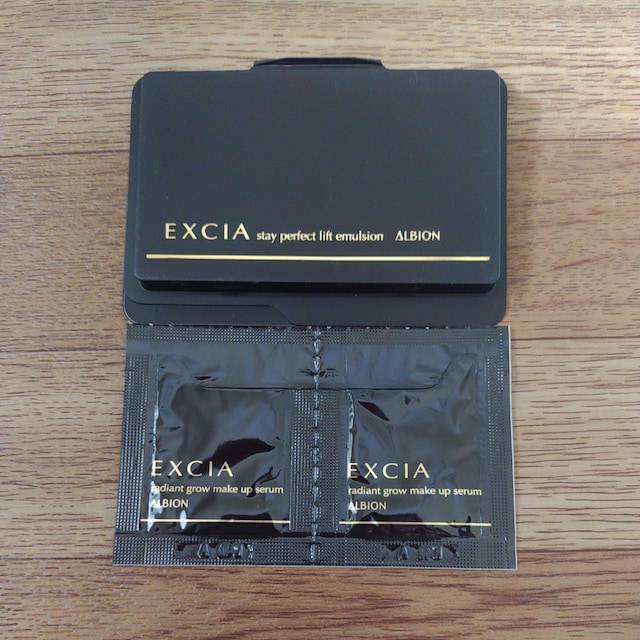 EXCIA stay perfect lift emulsion ALBION
EXCIA
radiant grow make up serum
ALBION
EXCIA
radiant grow make up serum
ALBION